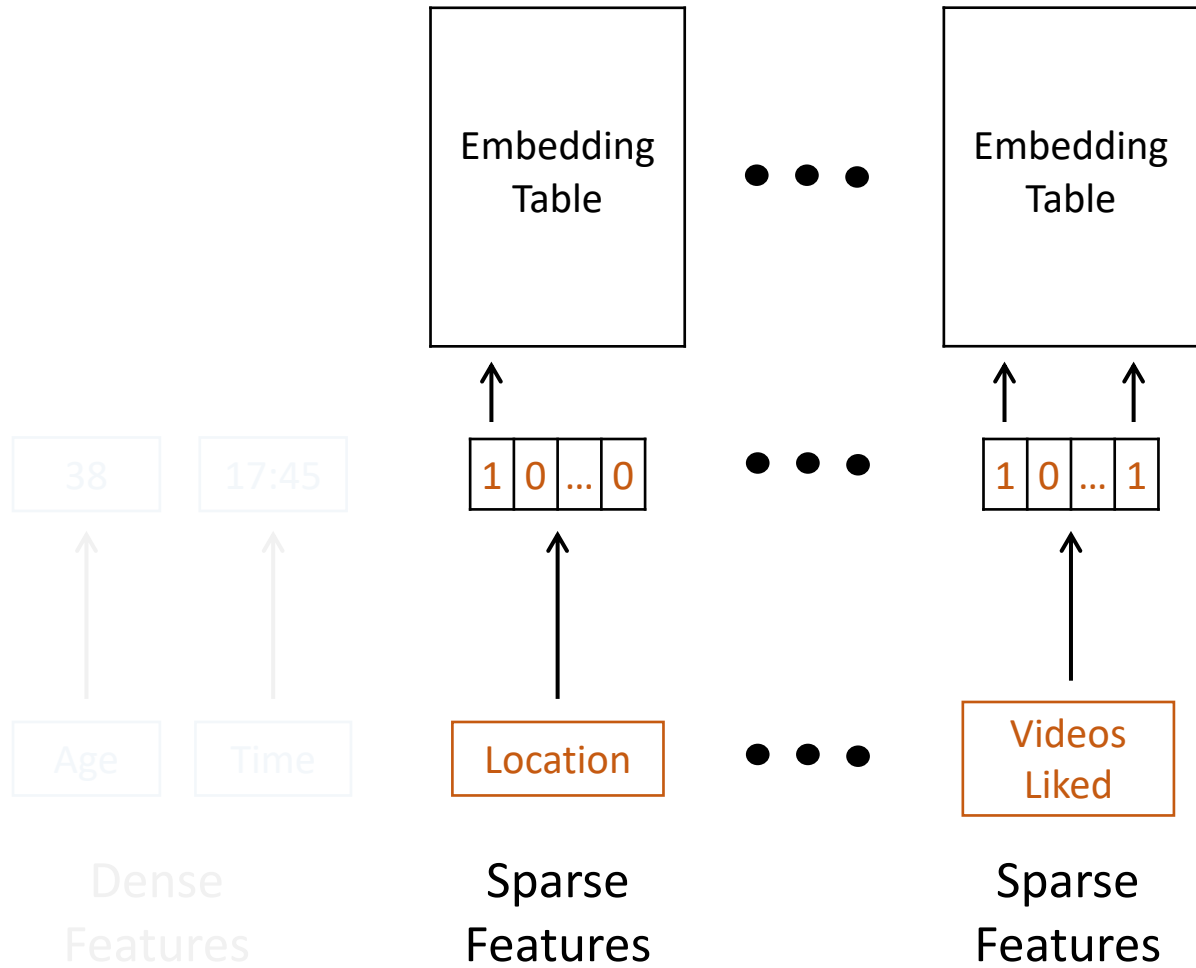 Embedding
Table
Embedding
Table
38
17:45
1 0 ... 0
1 0 ... 1
Age
Time
Location
Videos
Liked
Dense
Features
Sparse
Features
Sparse
Features